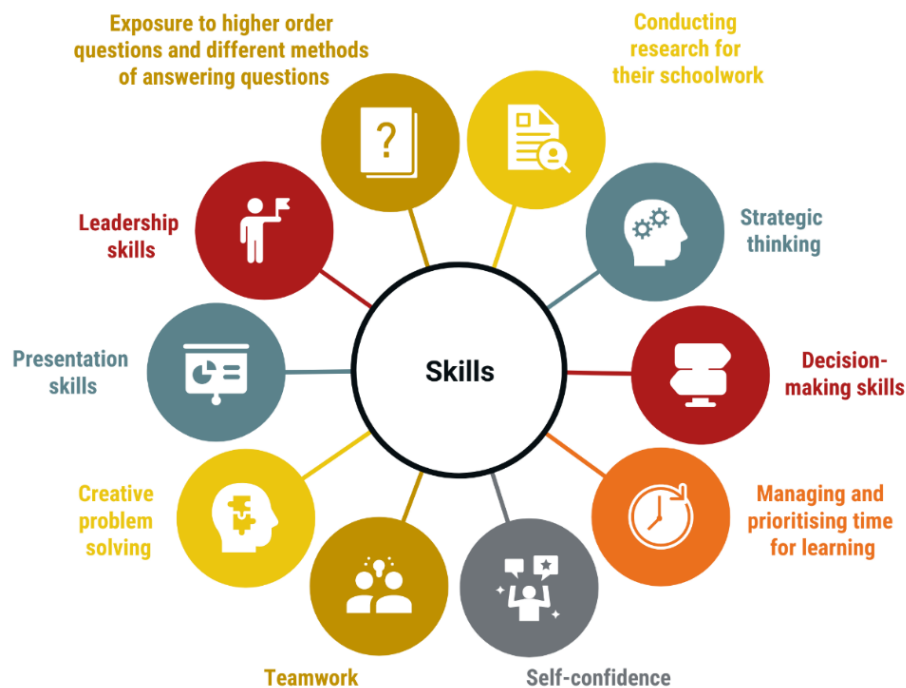 Exposure to higher order
questions and different methods
of answering questions
Conducting
research for
their schoolwork
Strategic
thinking
Decision-
making skills
Managing and
prioritising time
for learning
Self-confidence
Teamwork
Creative
problem
solving
Presentation
skills
Leadership
skills
Skills
?